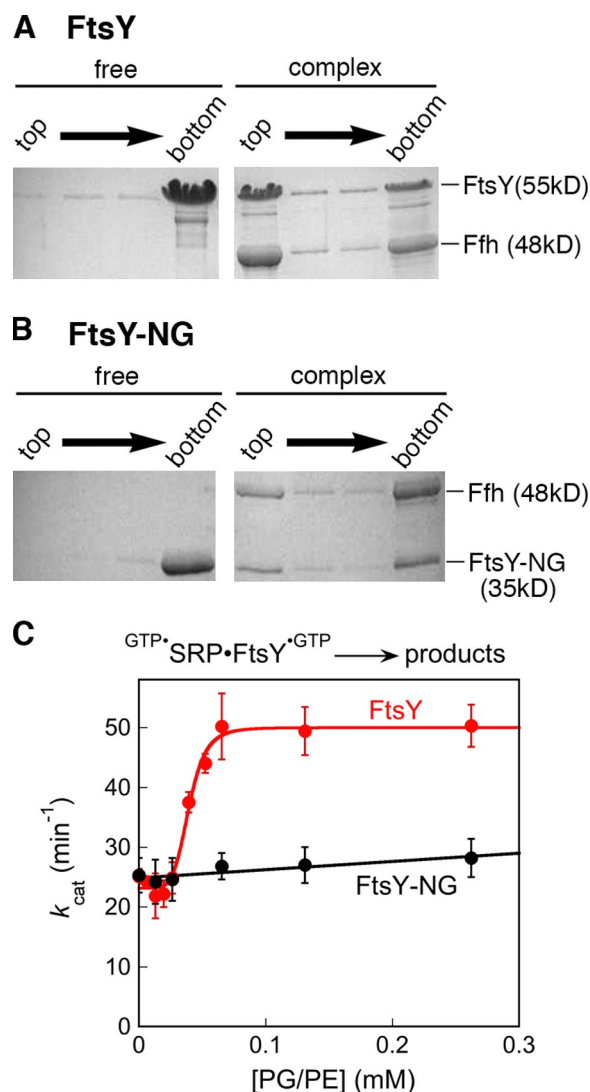 A FtsY
free complex
top bottom top bottom
FtsY(55kD)
Ffh (48kD)
B FtsY-NG
free complex
top bottom top bottom
Ffh (48kD)
FtsY-NG
(35kD)
C
GTP•SRP•FtsY•GTP → products
FtsY
FtsY-NG
50
40
30
20
10
0
kcat (min-1)
0 0.1 0.2 0.3
[PG/PE] (mM)